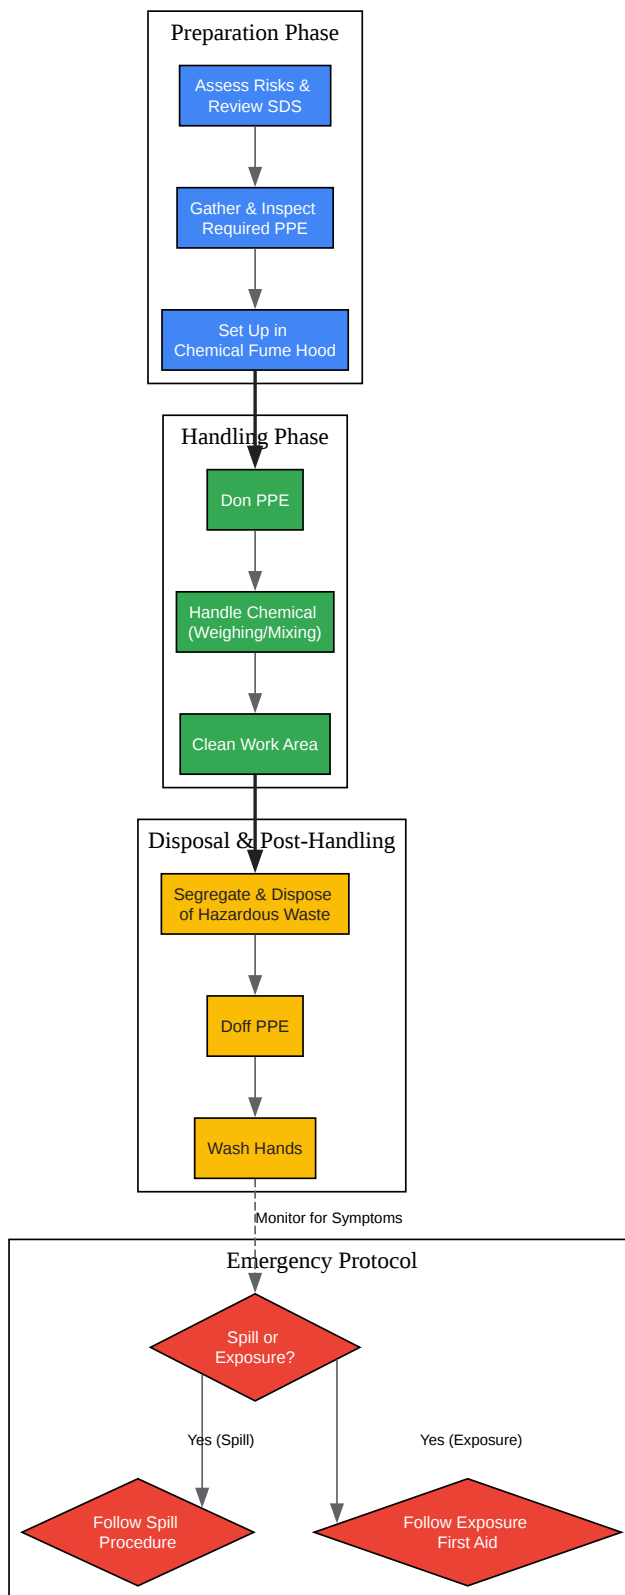 Preparation Phase
Assess Risks &
Review SDS
Gather & Inspect
Required PPE
Set Up in
Chemical Fume Hood
Handling Phase
Don PPE
Handle Chemical
(Weighing/Mixing)
Clean Work Area
Disposal & Post-Handling
Segregate & Dispose
of Hazardous Waste
Doff PPE
Wash Hands
Monitor for Symptoms
Emergency Protocol
Spill or
Exposure?
Yes (Spill)
Yes (Exposure)
Follow Spill
Procedure
Follow Exposure
First Aid